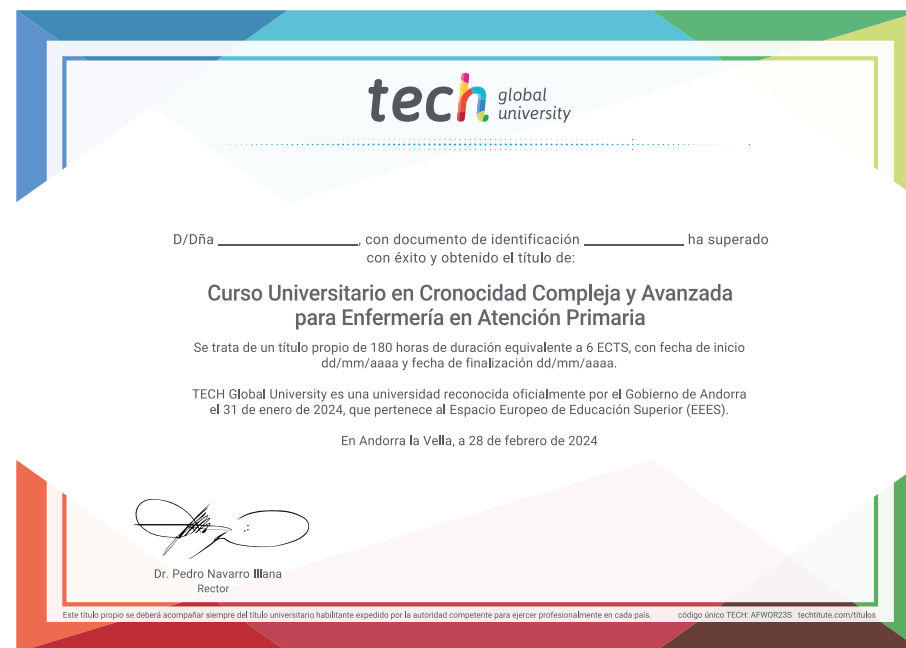 tech global university
D/Dña ______________, con documento de identificación __________ ha superado
con éxito y obtenido el título de:
Curso Universitario en Cronocidad Compleja y Avanzada
para Enfermería en Atención Primaria
Se trata de un título propio de 180 horas de duración equivalente a 6 ECTS, con fecha de inicio
dd/mm/aaaa y fecha de finalización dd/mm/aaaa.
TECH Global University es una universidad reconocida oficialmente por el Gobierno de Andorra
el 31 de enero de 2024, que pertenece al Espacio Europeo de Educación Superior (EEES).
En Andorra la Vella, a 28 de febrero de 2024
Dr. Pedro Navarro Illana
Rector
Este título propio se deberá acompañar siempre del título universitario habilitante expedido por la autoridad competente para ejercer profesionalmente en cada país. código único TECH: AFWOR23S techtitute.com/titulos